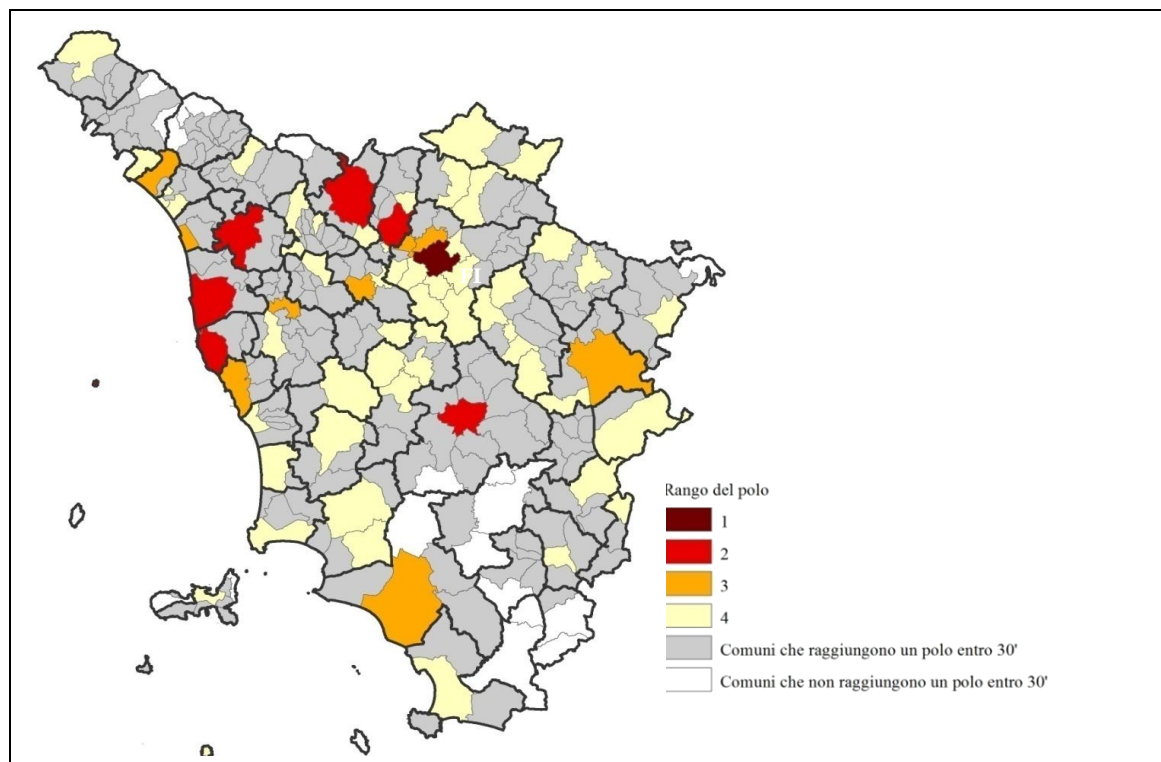 FI
Rango del polo
1
2
3
4
Comuni che raggiungono un polo entro 30'
Comuni che non raggiungono un polo entro 30'